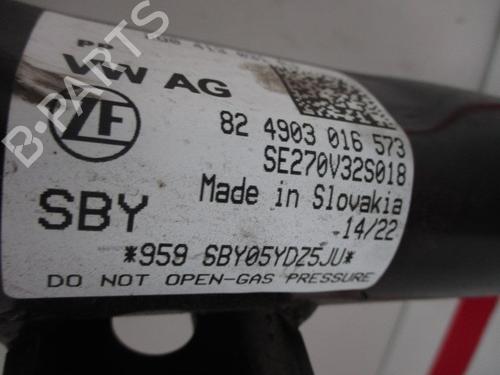 VW AG
ZF
82 4903 016 573
SE270V32S018
Made in Slovakia
14/22
SBY
*959 SBY05YDZ5JU*
DO NOT OPEN-GAS PRESSURE
B-PARTS